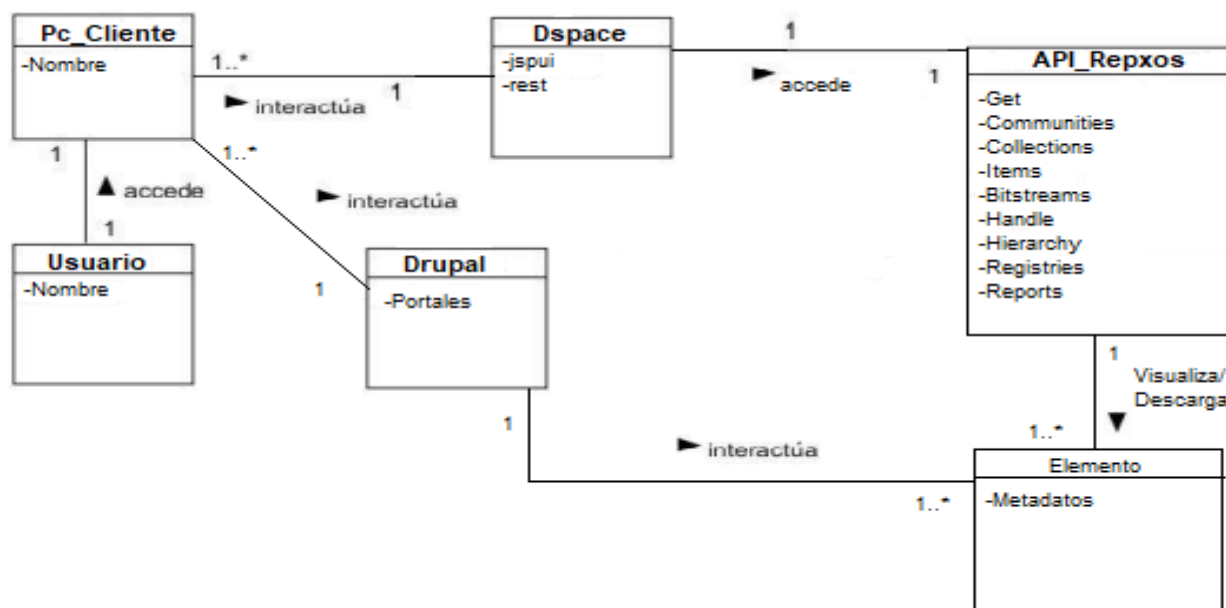 Pc_Cliente
-Nombre
1..*
► interactúa
1
Dspace
-jspui
-rest
1
► accede
1
API_Repxos
-Get
-Communities
-Collections
-Items
-Bitstreams
-Handle
-Hierarchy
-Registries
-Reports
1
▲ accede
1
Usuario
-Nombre
1..*
► interactúa
1
Drupal
-Portales
1
► interactúa
1..*
1
Visualiza/
Descarga
▼
1..*
Elemento
-Metadatos